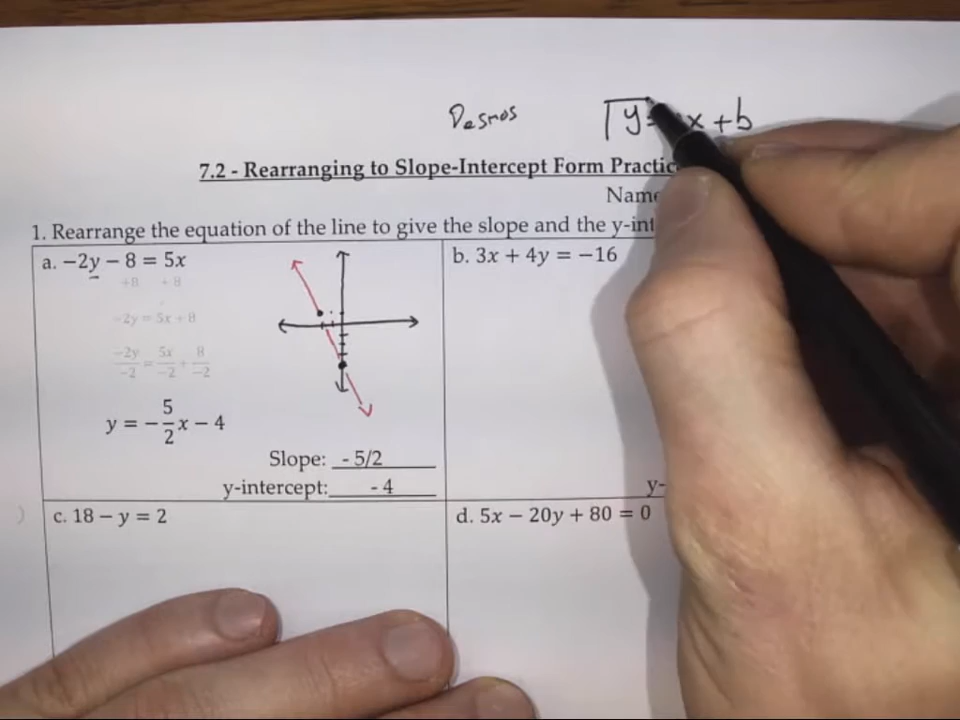 Desmos y= x + b
7.2 - Rearranging to Slope-Intercept Form
Name
1. Rearrange the equation of the line to give the slope and the y-int
a. −2y − 8 = 5x
+8 +8
-2y = 5x + 8
-2y/-2 = 5x/-2 + 8/-2
y = −5/2x − 4
Slope: - 5/2
y-intercept: - 4
b. 3x + 4y = −16
y-
c. 18 − y = 2
d. 5x − 20y + 80 = 0